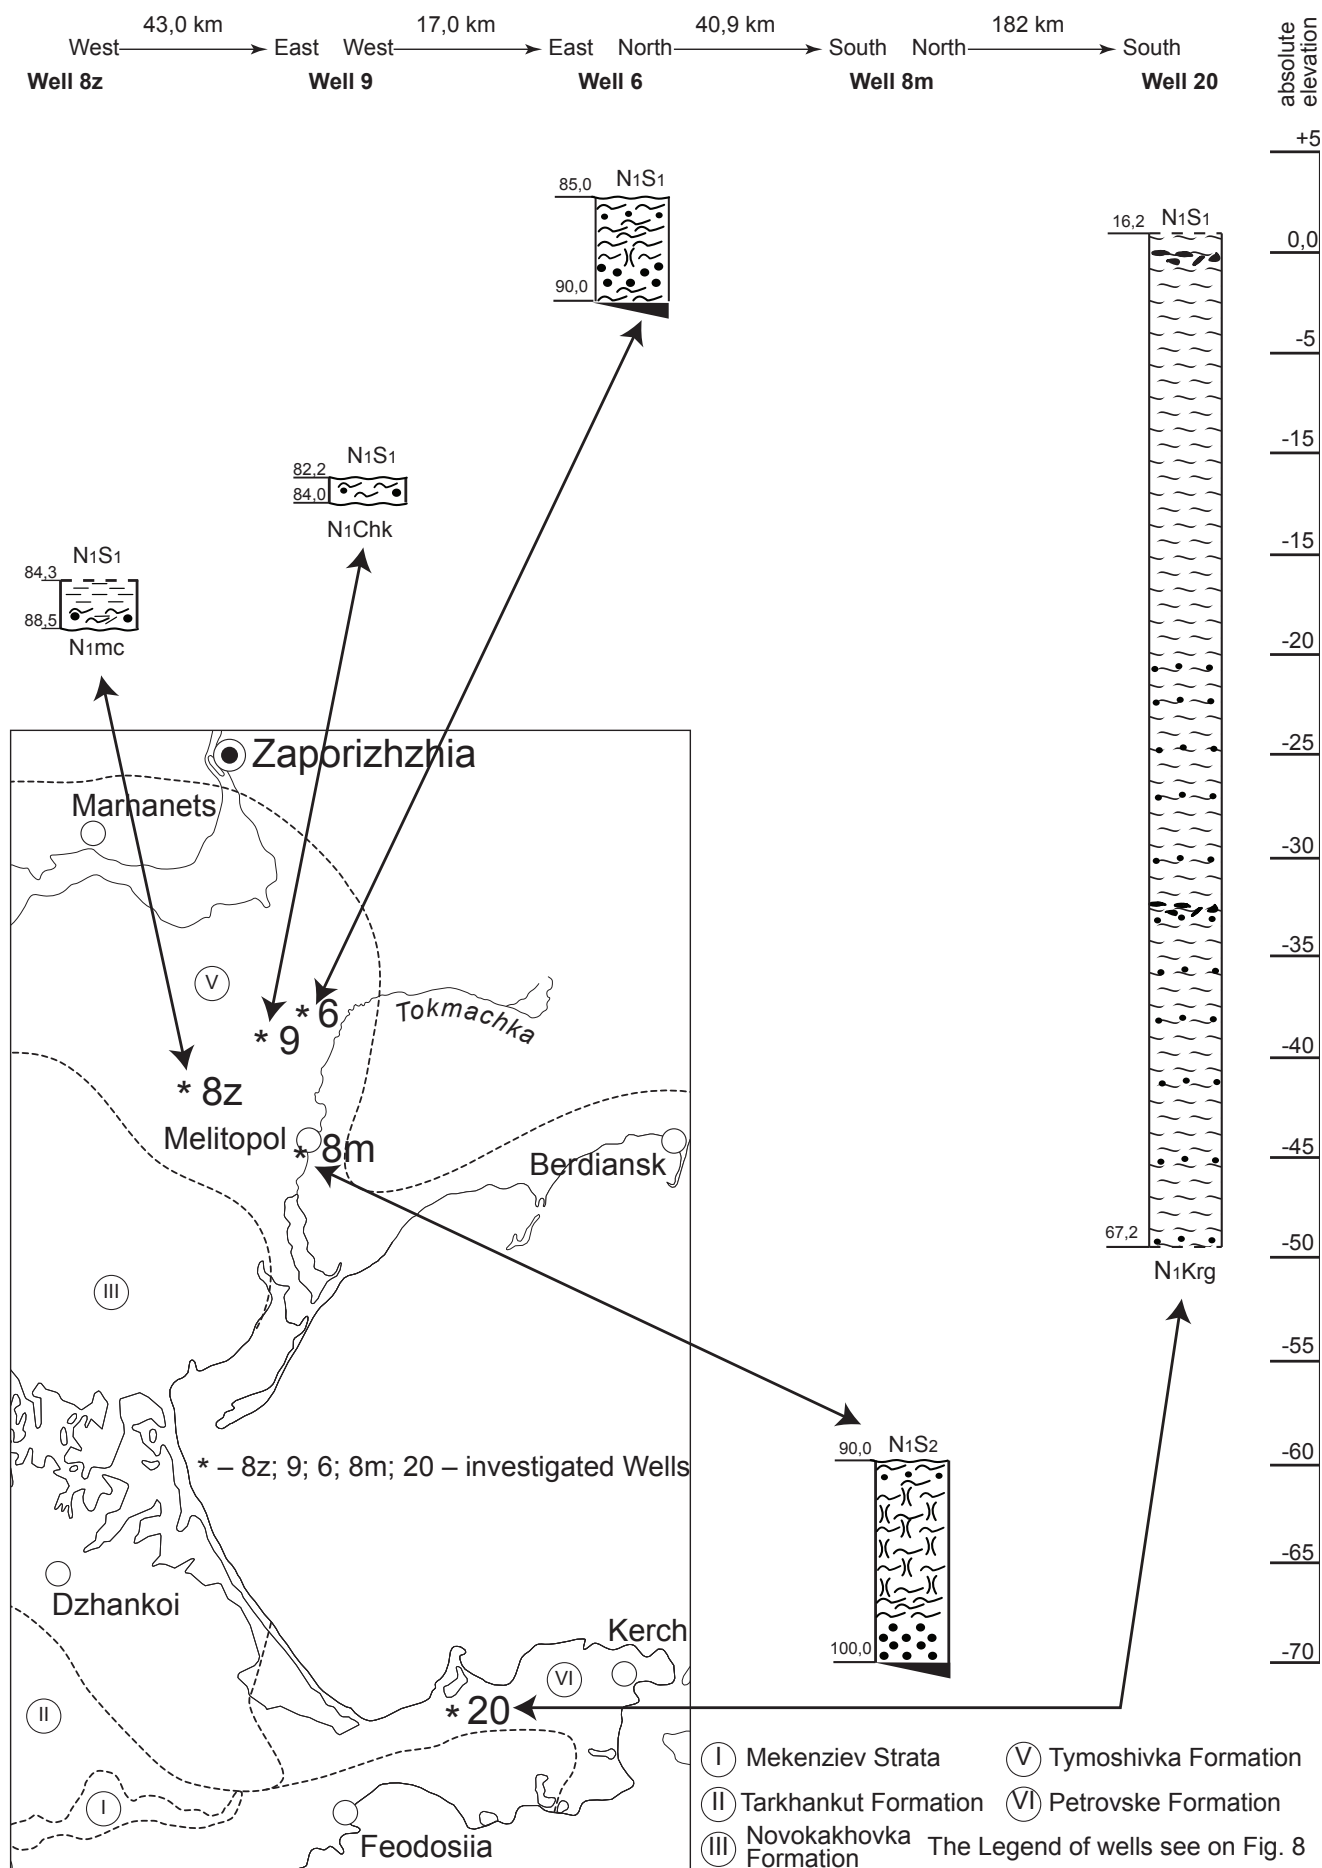 43,0 km
17,0 km
40,9 km
182 km
West East
West East
North South
North South
Well 8z
Well 9
Well 6
Well 8m
Well 20
absolute
elevation
+5
0,0
-5
-15
-15
-20
-25
-30
-35
-40
-45
-50
-55
-60
-65
-70
85,0
N1S1
90,0
16,2
N1S1
67,2
N1Krg
82,2
N1S1
84,0
N1Chk
84,3
N1S1
88,5
N1mc
90,0
N1S2
100,0
Zaporizhzhia
Marhanets
V
* 6
* 9
Tokmachka
* 8z
Melitopol
* 8m
Berdiansk
III
* – 8z; 9; 6; 8m; 20 – investigated Wells
Dzhankoi
Kerch
VI
II
* 20
I
Feodosiia
I Mekenziev Strata
II Tarkhankut Formation
III Novokakhovka
Formation
V Tymoshivka Formation
VI Petrovske Formation
The Legend of wells see on Fig. 8